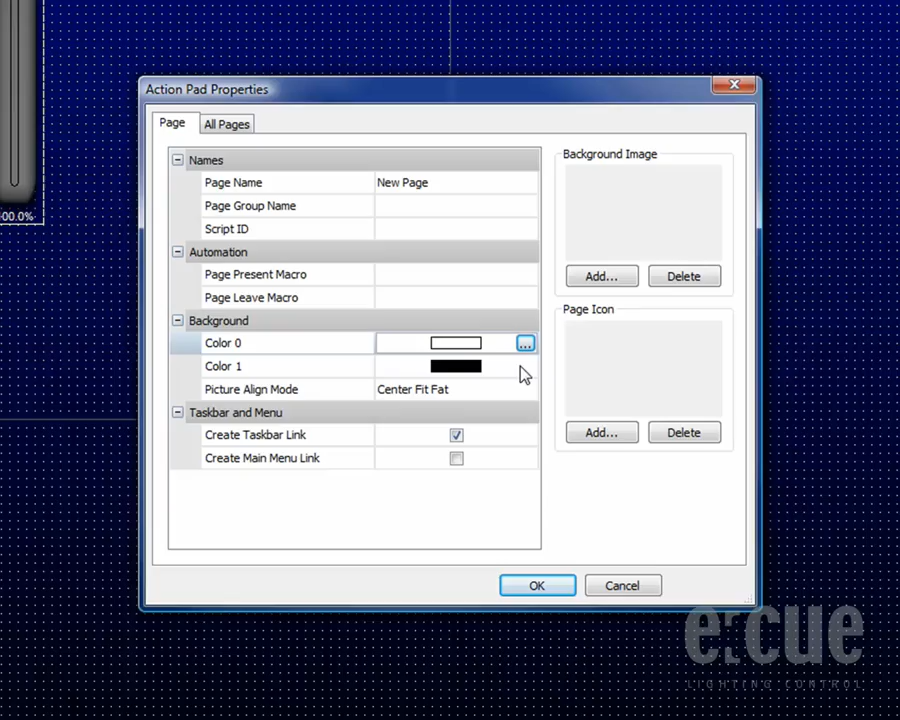 Action Pad Properties
Page
All Pages
Names
Page Name
New Page
Page Group Name
Script ID
Automation
Page Present Macro
Page Leave Macro
Background
Color 0
...
Color 1
Picture Align Mode
Center Fit Fat
Taskbar and Menu
Create Taskbar Link
Create Main Menu Link
Background Image
Add...
Delete
Page Icon
Add...
Delete
OK
Cancel
00.0%
e:cue
LIGHTING CONTROL